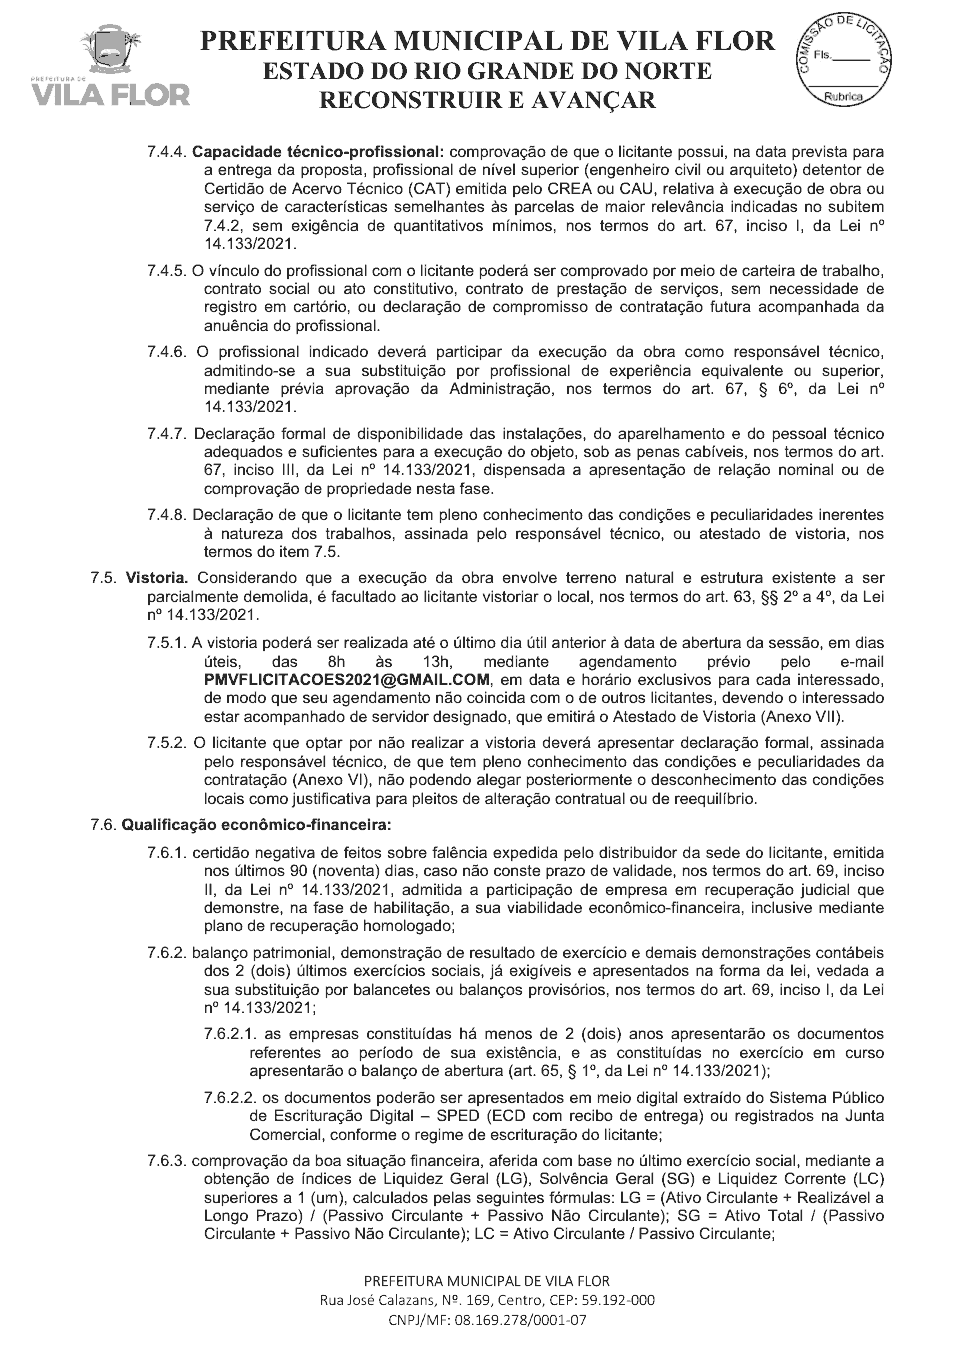 PREFEITURA DE
VILA FLOR
PREFEITURA MUNICIPAL DE VILA FLOR
ESTADO DO RIO GRANDE DO NORTE
RECONSTRUIR E AVANÇAR
COMISSÃO DE LICITAÇÃO
Fls.______
Rubrica
7.4.4. Capacidade técnico-profissional: comprovação de que o licitante possui, na data prevista para
a entrega da proposta, profissional de nível superior (engenheiro civil ou arquiteto) detentor de
Certidão de Acervo Técnico (CAT) emitida pelo CREA ou CAU, relativa à execução de obra ou
serviço de características semelhantes às parcelas de maior relevância indicadas no subitem
7.4.2, sem exigência de quantitativos mínimos, nos termos do art. 67, inciso I, da Lei nº
14.133/2021.
7.4.5. O vínculo do profissional com o licitante poderá ser comprovado por meio de carteira de trabalho,
contrato social ou ato constitutivo, contrato de prestação de serviços, sem necessidade de
registro em cartório, ou declaração de compromisso de contratação futura acompanhada da
anuência do profissional.
7.4.6. O profissional indicado deverá participar da execução da obra como responsável técnico,
admitindo-se a sua substituição por profissional de experiência equivalente ou superior,
mediante prévia aprovação da Administração, nos termos do art. 67, § 6º, da Lei nº
14.133/2021.
7.4.7. Declaração formal de disponibilidade das instalações, do aparelhamento e do pessoal técnico
adequados e suficientes para a execução do objeto, sob as penas cabíveis, nos termos do art.
67, inciso III, da Lei nº 14.133/2021, dispensada a apresentação de relação nominal ou de
comprovação de propriedade nesta fase.
7.4.8. Declaração de que o licitante tem pleno conhecimento das condições e peculiaridades inerentes
à natureza dos trabalhos, assinada pelo responsável técnico, ou atestado de vistoria, nos
termos do item 7.5.
7.5. Vistoria. Considerando que a execução da obra envolve terreno natural e estrutura existente a ser
parcialmente demolida, é facultado ao licitante vistoriar o local, nos termos do art. 63, §§ 2º a 4º, da Lei
nº 14.133/2021.
7.5.1. A vistoria poderá ser realizada até o último dia útil anterior à data de abertura da sessão, em dias
úteis, das 8h às 13h, mediante agendamento prévio pelo e-mail
PMVFLICITACOES2021@GMAIL.COM, em data e horário exclusivos para cada interessado,
de modo que seu agendamento não coincida com o de outros licitantes, devendo o interessado
estar acompanhado de servidor designado, que emitirá o Atestado de Vistoria (Anexo VII).
7.5.2. O licitante que optar por não realizar a vistoria deverá apresentar declaração formal, assinada
pelo responsável técnico, de que tem pleno conhecimento das condições e peculiaridades da
contratação (Anexo VI), não podendo alegar posteriormente o desconhecimento das condições
locais como justificativa para pleitos de alteração contratual ou de reequilíbrio.
7.6. Qualificação econômico-financeira:
7.6.1. certidão negativa de feitos sobre falência expedida pelo distribuidor da sede do licitante, emitida
nos últimos 90 (noventa) dias, caso não conste prazo de validade, nos termos do art. 69, inciso
II, da Lei nº 14.133/2021, admitida a participação de empresa em recuperação judicial que
demonstre, na fase de habilitação, a sua viabilidade econômico-financeira, inclusive mediante
plano de recuperação homologado;
7.6.2. balanço patrimonial, demonstração de resultado de exercício e demais demonstrações contábeis
dos 2 (dois) últimos exercícios sociais, já exigíveis e apresentados na forma da lei, vedada a
sua substituição por balancetes ou balanços provisórios, nos termos do art. 69, inciso I, da Lei
nº 14.133/2021;
7.6.2.1. as empresas constituídas há menos de 2 (dois) anos apresentarão os documentos
referentes ao período de sua existência, e as constituídas no exercício em curso
apresentarão o balanço de abertura (art. 65, § 1º, da Lei nº 14.133/2021);
7.6.2.2. os documentos poderão ser apresentados em meio digital extraído do Sistema Público
de Escrituração Digital – SPED (ECD com recibo de entrega) ou registrados na Junta
Comercial, conforme o regime de escrituração do licitante;
7.6.3. comprovação da boa situação financeira, aferida com base no último exercício social, mediante a
obtenção de índices de Liquidez Geral (LG), Solvência Geral (SG) e Liquidez Corrente (LC)
superiores a 1 (um), calculados pelas seguintes fórmulas: LG = (Ativo Circulante + Realizável a
Longo Prazo) / (Passivo Circulante + Passivo Não Circulante); SG = Ativo Total / (Passivo
Circulante + Passivo Não Circulante); LC = Ativo Circulante / Passivo Circulante;
PREFEITURA MUNICIPAL DE VILA FLOR
Rua José Calazans, Nº. 169, Centro, CEP: 59.192-000
CNPJ/MF: 08.169.278/0001-07